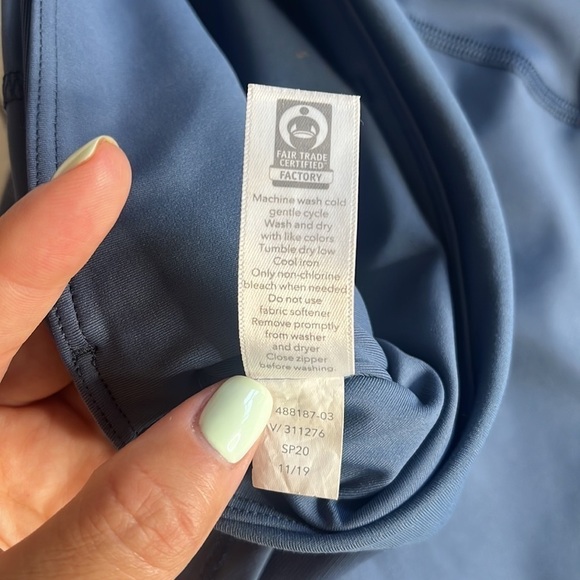 FAIR TRADE
CERTIFIED™
FACTORY
Machine wash cold
gentle cycle
Wash and dry
with like colors
Tumble dry low
Cool iron
Only non-chlorine
bleach when needed
Do not use
fabric softener
Remove promptly
from washer
and dryer
Close zipper
before washing
488187-03
V/311276
SP20
11/19